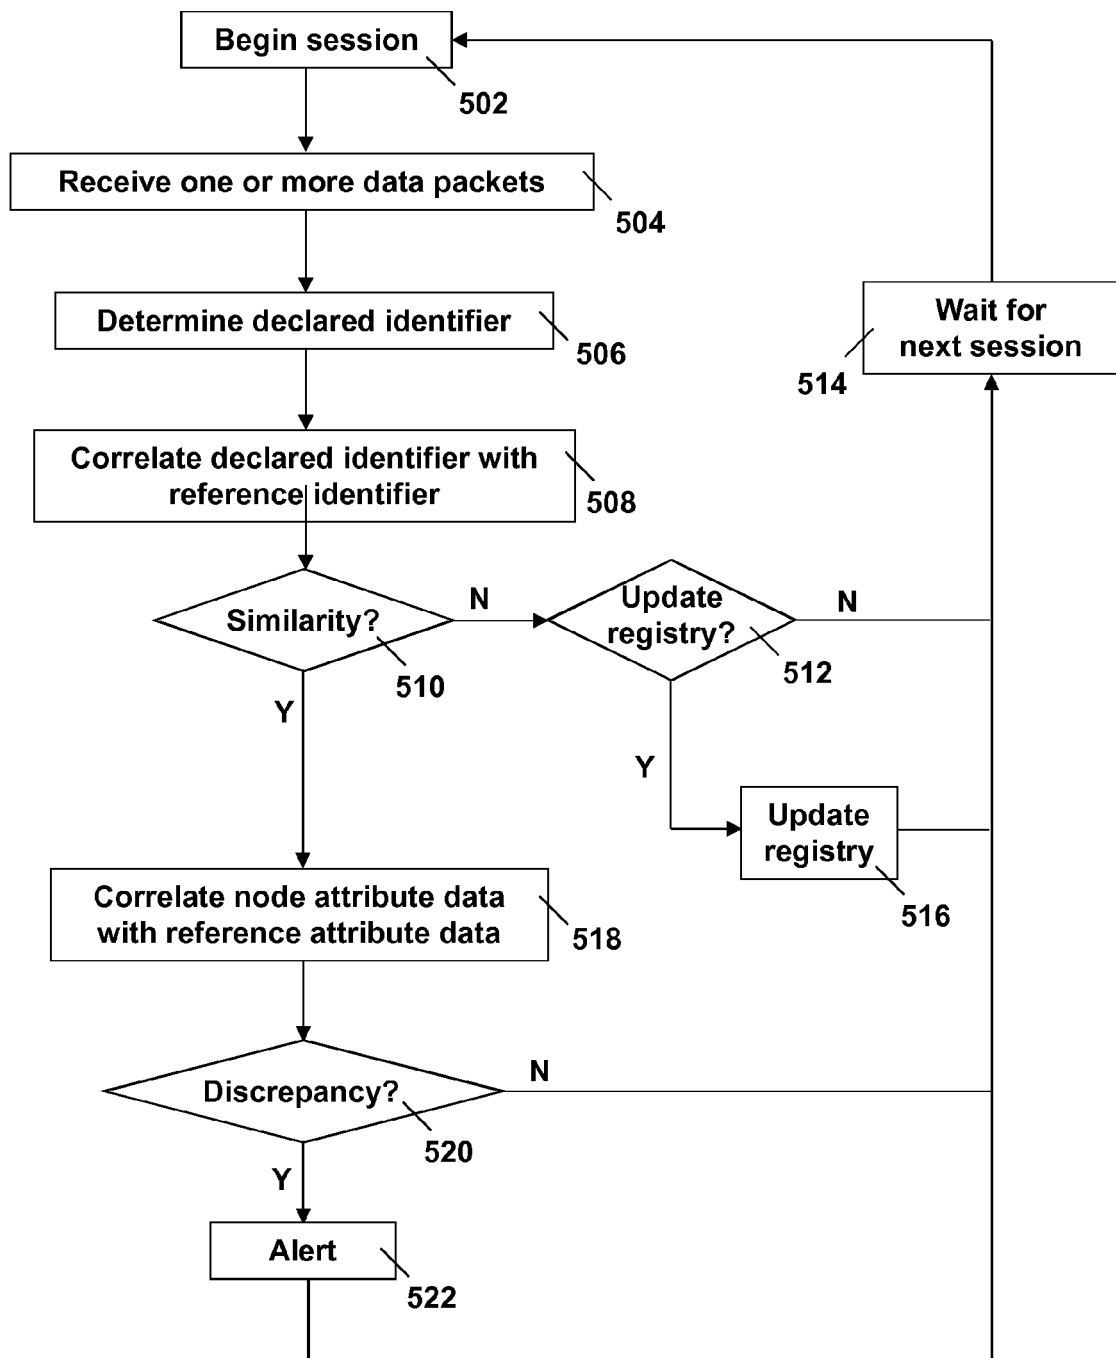 Begin session
502
Receive one or more data packets
504
Determine declared identifier
506
Wait for
next session
514
Correlate declared identifier with
reference identifier
508
Similarity?
510
N
Update
registry?
512
N
Y
Y
Update
registry
516
Correlate node attribute data
with reference attribute data
518
Discrepancy?
520
N
Y
Alert
522